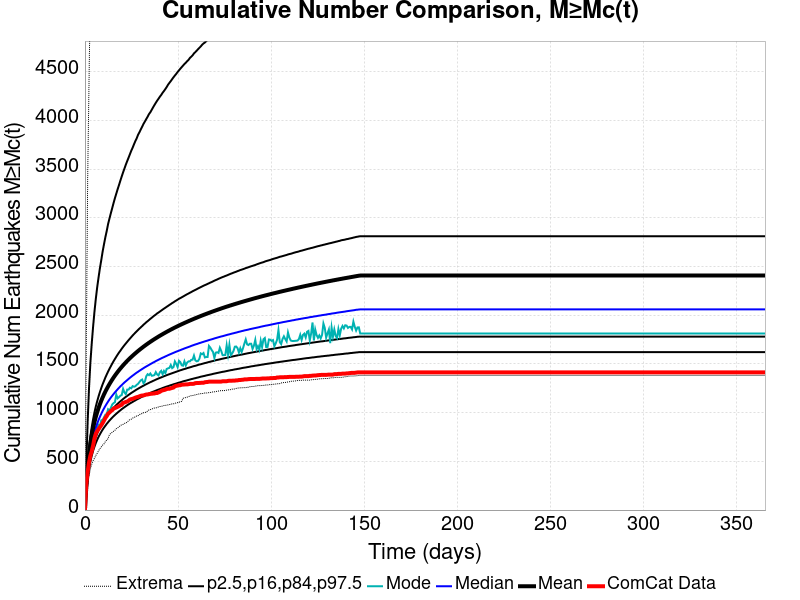 Cumulative Number Comparison, M≥Mc(t)
Cumulative Num Earthquakes M≥Mc(t)
4500
4000
3500
3000
2500
2000
1500
1000
500
0
0 50 100 150 200 250 300 350
Time (days)
Extrema p2.5,p16,p84,p97.5 Mode Median Mean ComCat Data